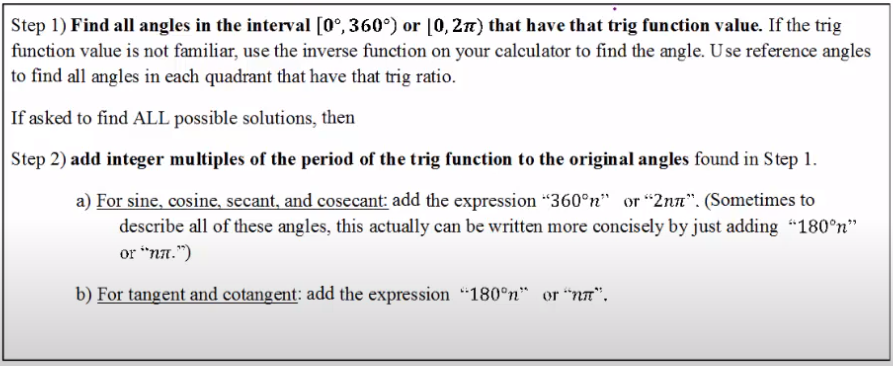 Step 1) Find all angles in the interval [0°, 360°) or [0, 2π) that have that trig function value. If the trig
function value is not familiar, use the inverse function on your calculator to find the angle. Use reference angles
to find all angles in each quadrant that have that trig ratio.
If asked to find ALL possible solutions, then
Step 2) add integer multiples of the period of the trig function to the original angles found in Step 1.
a) For sine, cosine, secant, and cosecant: add the expression “360°n” or “2nπ”. (Sometimes to
describe all of these angles, this actually can be written more concisely by just adding “180°n”
or “nπ.”)
b) For tangent and cotangent: add the expression “180°n” or “nπ”.